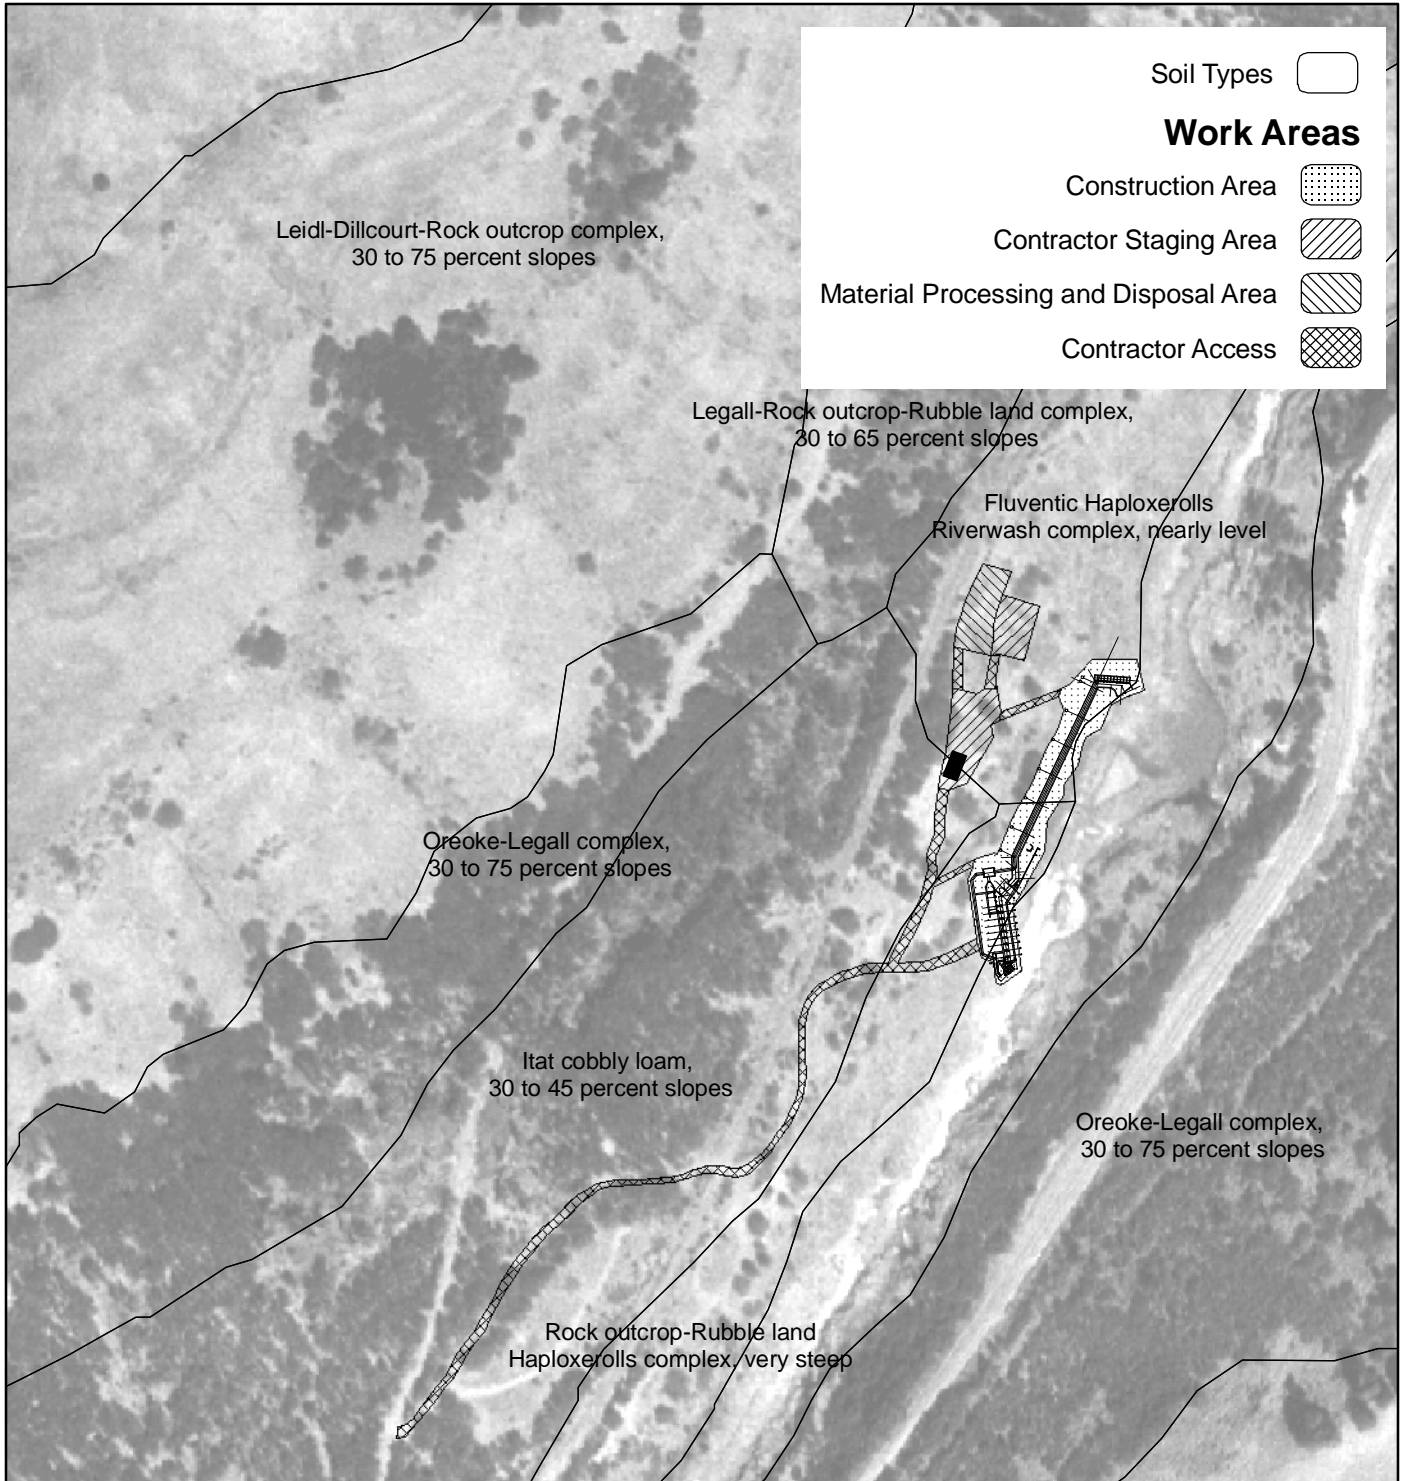 Soil Types
Work Areas
Construction Area
Contractor Staging Area
Material Processing and Disposal Area
Contractor Access
Leidl-Dillcourt-Rock outcrop complex,
30 to 75 percent slopes
Legall-Rock outcrop-Rubble land complex,
30 to 65 percent slopes
Fluventic Haploxerolls
Riverwash complex, nearly level
Oreoke-Legall complex,
30 to 75 percent slopes
Itat cobbly loam,
30 to 45 percent slopes
Oreoke-Legall complex,
30 to 75 percent slopes
Rock outcrop-Rubble land
Haploxerolls complex, very steep